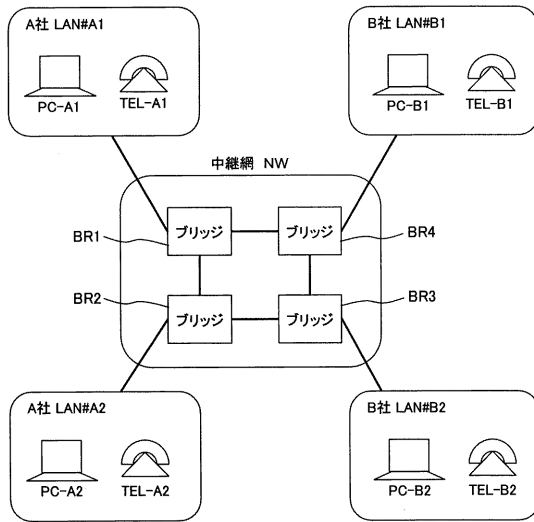 A社 LAN#A1
PC-A1
TEL-A1
B社 LAN#B1
PC-B1
TEL-B1
中継網 NW
BR1
ブリッジ
ブリッジ
BR4
BR2
ブリッジ
ブリッジ
BR3
A社 LAN#A2
PC-A2
TEL-A2
B社 LAN#B2
PC-B2
TEL-B2